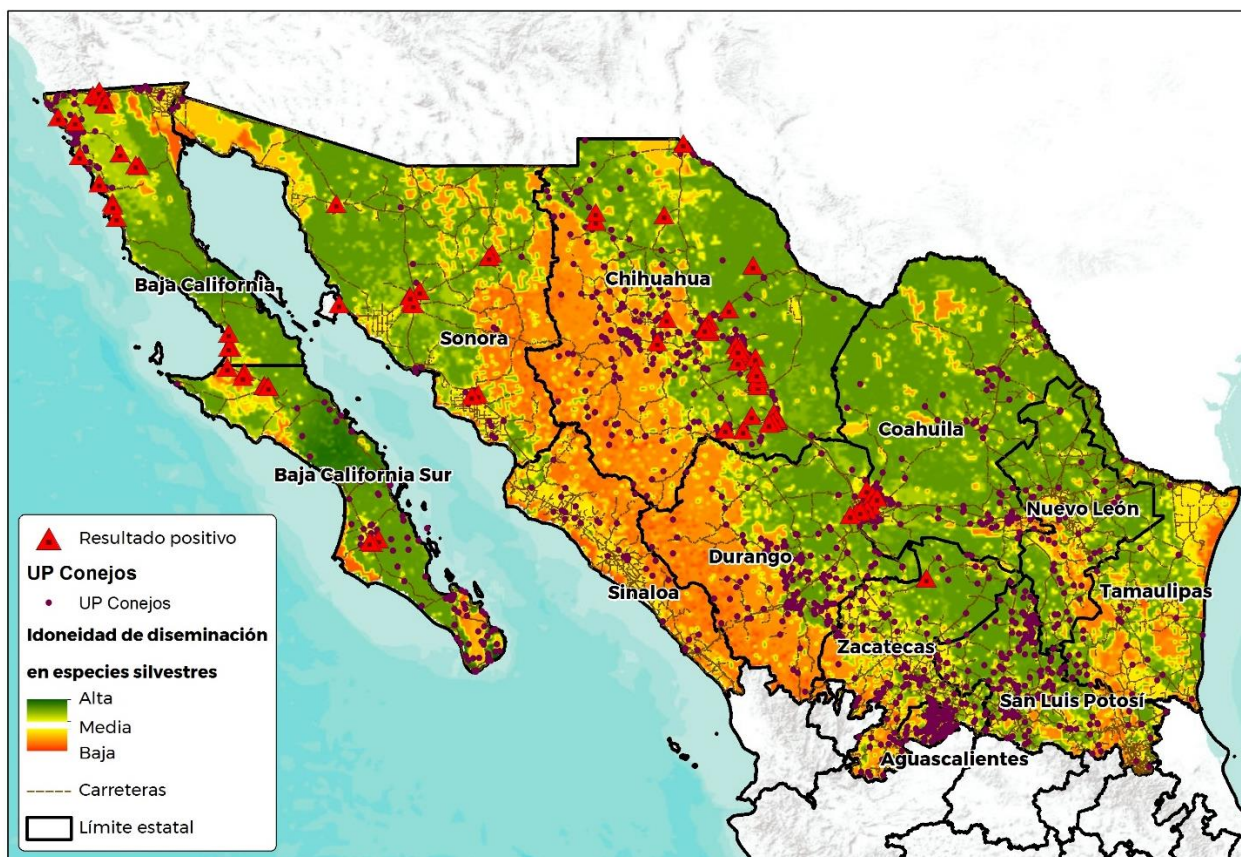 Baja California
Chihuahua
Sonora
Coahuila
Baja California Sur
Nuevo León
Durango
Sinaloa
Tamaulipas
Zacatecas
San Luis Potosí
Aguascalientes
Resultado positivo
UP Conejos
UP Conejos
Idoneidad de diseminación
en especies silvestres
Alta
Media
Baja
Carreteras
Límite estatal